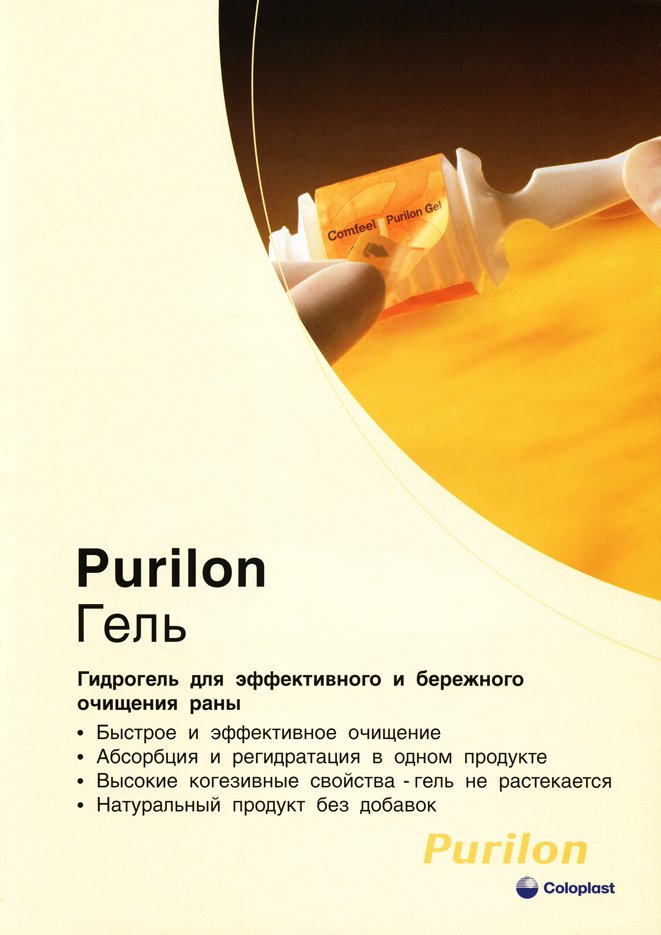 Comfeel Purilon Gel
Purilon
Гель
Гидрогель для эффективного и бережного
очищения раны
• Быстрое и эффективное очищение
• Абсорбция и регидратация в одном продукте
• Высокие когезивные свойства - гель не растекается
• Натуральный продукт без добавок
Purilon
Coloplast